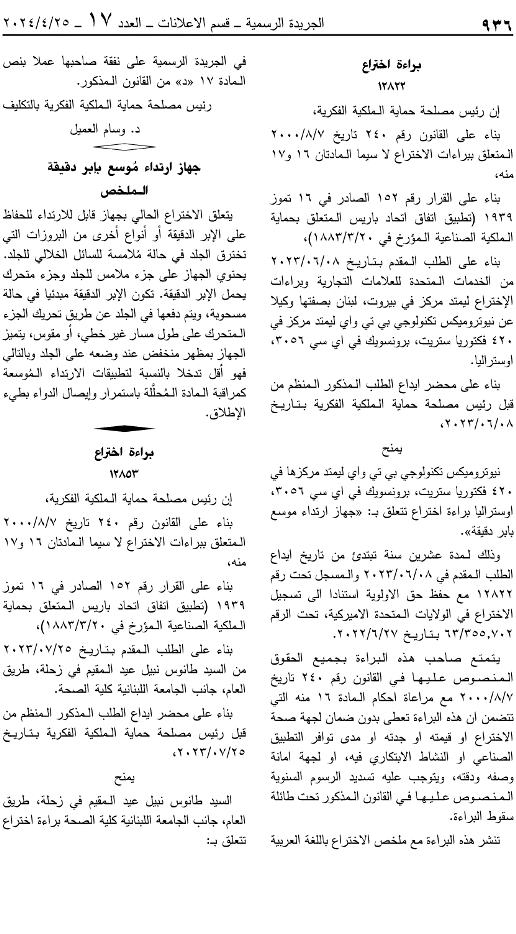 ٩٣٦
الجريدة الرسمية – قسم الاعلانات – العدد ١٧ – ٢٠٢٤/٤/٢٥
براءة اختراع
١٢٨٢٢
إن رئيس مصلحة حماية الملكية الفكرية،
بناء على القانون رقم ٢٤٠ تاريخ ٢٠٠٠/٨/٧
المتعلق ببراءات الاختراع لا سيما المادتان ١٦ و١٧
منه،
بناء على القرار رقم ١٥٢ الصادر في ١٦ تموز
١٩٣٩ (تطبيق اتفاق اتحاد باريس المتعلق بحماية
الملكية الصناعية المؤرخ في ١٨٨٣/٣/٢٠)،
بناء على الطلب المقدم بتاريخ ٢٠٢٣/٠٦/٠٨
من الخدمات المتحدة للعلامات التجارية وبراءات
الإختراع ليمتد مركز في بيروت، لبنان بصفتها وكيلا
عن نيوتروميكس تكنولوجي بي تي واي ليمتد مركز في
٤٢٠ فكتوريا ستريت، برونسويك في اي سي ٣٠٥٦،
اوستراليا.
بناء على محضر ايداع الطلب المذكور المنظم من
قبل رئيس مصلحة حماية الملكية الفكرية بتاريخ
٢٠٢٣/٠٦/٠٨،
يمنح
نيوتروميكس تكنولوجي بي تي واي ليمتد مركزها في
٤٢٠ فكتوريا ستريت، برونسويك في اي سي ٣٠٥٦،
اوستراليا براءة اختراع تتعلق بـ: «جهاز ارتداء موسع
بابر دقيقة».
وذلك لمدة عشرين سنة تبتدئ من تاريخ ايداع
الطلب المقدم في ٢٠٢٣/٠٦/٠٨ والمسجل تحت رقم
١٢٨٢٢ مع حفظ حق الاولوية استنادا الى تسجيل
الاختراع في الولايات المتحدة الاميركية، تحت الرقم
٦٣/٣٥٥,٧٠٢ بتاريخ ٢٠٢٢/٦/٢٧.
يتمتع صاحب هذه البراءة بجميع الحقوق
المنصوص عليها في القانون رقم ٢٤٠ تاريخ
٢٠٠٠/٨/٧ مع مراعاة احكام المادة ١٦ منه التي
تتضمن ان هذه البراءة تعطى بدون ضمان لجهة صحة
الاختراع او قيمته او جدته او مدى توافر التطبيق
الصناعي او النشاط الابتكاري فيه، او لجهة امانة
وصفه ودقته، ويتوجب عليه تسديد الرسوم السنوية
المنصوص عليها في القانون المذكور تحت طائلة
سقوط البراءة.
تنشر هذه البراءة مع ملخص الاختراع باللغة العربية
في الجريدة الرسمية على نفقة صاحبها عملا بنص
المادة ١٧ «د» من القانون المذكور.
رئيس مصلحة حماية الملكية الفكرية بالتكليف
د. وسام العميل
جهاز ارتداء مُوسع بابر دقيقة
الملخص
يتعلق الاختراع الحالي بجهاز قابل للارتداء للحفاظ
على الإبر الدقيقة أو أنواع أخرى من البروزات التي
تخترق الجلد في حالة مُلامسة للسائل الخلالي للجلد.
يحتوي الجهاز على جزء ملامس للجلد وجزء متحرك
يحمل الإبر الدقيقة. تكون الإبر الدقيقة مبدئيا في حالة
مسحوبة، ويتم دفعها في الجلد عن طريق تحريك الجزء
المتحرك على طول مسار غير خطي، أو مقوس، يتميز
الجهاز بمظهر منخفض عند وضعه على الجلد وبالتالي
فهو أقل تدخلا بالنسبة لتطبيقات الارتداء المُوسعة
كمراقبة المادة المُحلَّلة باستمرار وإيصال الدواء بطيء
الإطلاق.
براءة اختراع
١٢٨٥٣
إن رئيس مصلحة حماية الملكية الفكرية،
بناء على القانون رقم ٢٤٠ تاريخ ٢٠٠٠/٨/٧
المتعلق ببراءات الاختراع لا سيما المادتان ١٦ و١٧
منه،
بناء على القرار رقم ١٥٢ الصادر في ١٦ تموز
١٩٣٩ (تطبيق اتفاق اتحاد باريس المتعلق بحماية
الملكية الصناعية المؤرخ في ١٨٨٣/٣/٢٠)،
بناء على الطلب المقدم بتاريخ ٢٠٢٣/٠٧/٢٥
من السيد طانوس نبيل عيد المقيم في زحلة، طريق
العام، جانب الجامعة اللبنانية كلية الصحة.
بناء على محضر ايداع الطلب المذكور المنظم من
قبل رئيس مصلحة حماية الملكية الفكرية بتاريخ
٢٠٢٣/٠٧/٢٥،
يمنح
السيد طانوس نبيل عيد المقيم في زحلة، طريق
العام، جانب الجامعة اللبنانية كلية الصحة براءة اختراع
تتعلق بـ: